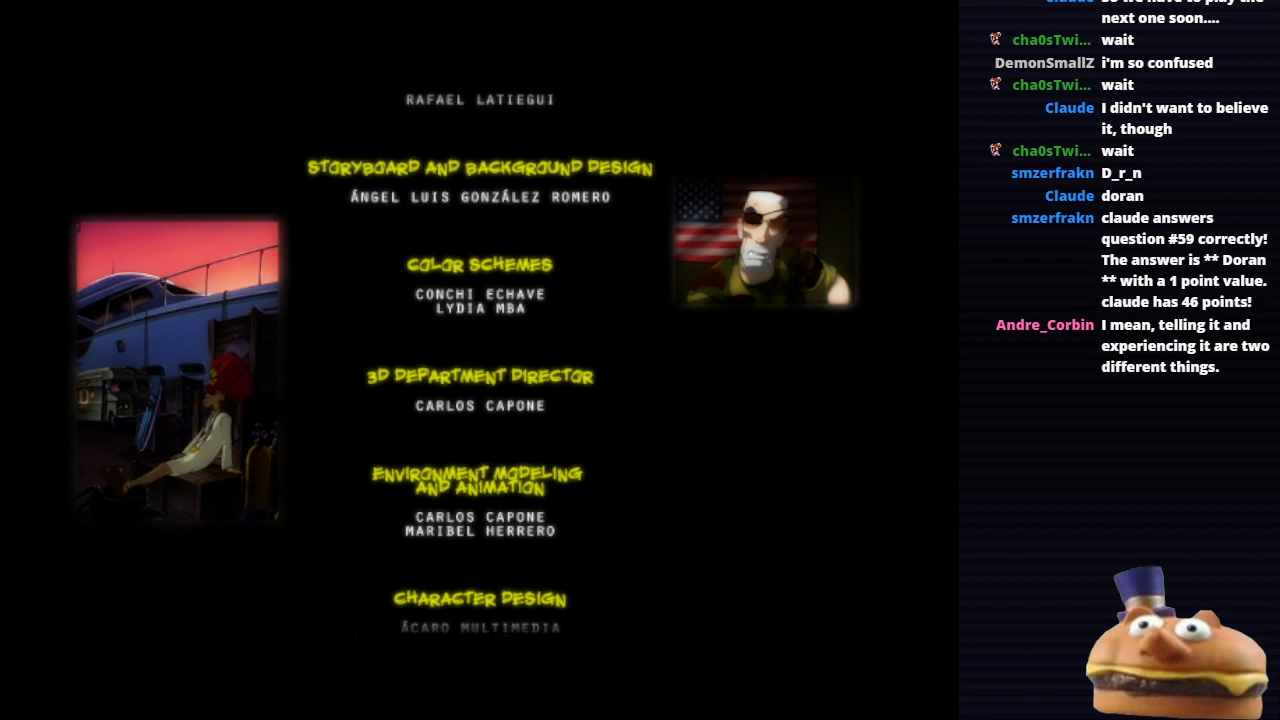 RAFAEL LATIEGUI
STORYBOARD AND BACKGROUND DESIGN
ÁNGEL LUIS GONZÁLEZ ROMERO
COLOR SCHEMES
CONCHI ECHAVE
LYDIA MBA
3D DEPARTMENT DIRECTOR
CARLOS CAPONE
ENVIRONMENT MODELING
AND ANIMATION
CARLOS CAPONE
MARIBEL HERRERO
CHARACTER DESIGN
ÁCARO MULTIMEDIA
next one soon....
cha0sTwi... wait
DemonSmallZ i'm so confused
cha0sTwi... wait
Claude I didn't want to believe
it, though
cha0sTwi... wait
smzerfrakn D_r_n
Claude doran
smzerfrakn claude answers
question #59 correctly!
The answer is ** Doran
** with a 1 point value.
claude has 46 points!
Andre_Corbin I mean, telling it and
experiencing it are two
different things.